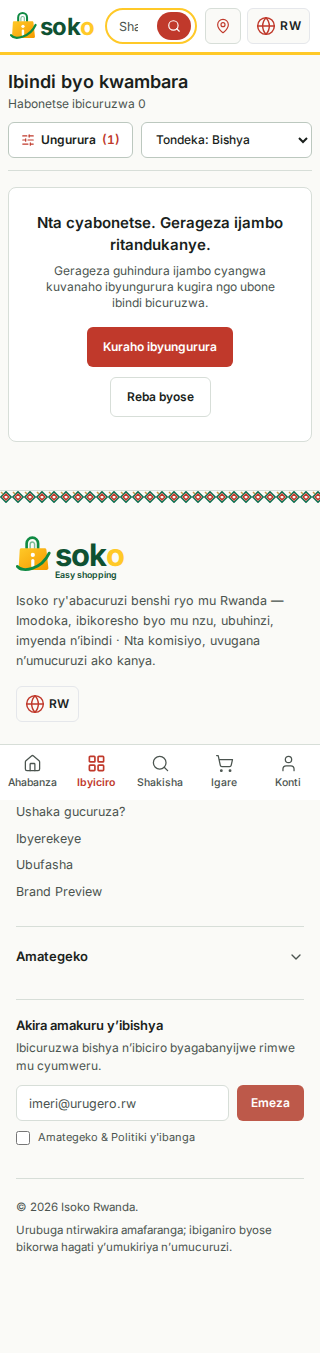 soko
Sha
RW
Ibindi byo kwambara
Habonetse ibicuruzwa 0
Ungurura (1)
Tondeka: Bishya
Nta cyabonetse. Gerageza ijambo
ritandukanye.
Gerageza guhindura ijambo cyangwa
kuvanaho ibyungurura kugira ngo ubone
ibindi bicuruzwa.
Kuraho ibyungurura
Reba byose
soko
Easy shopping
Isoko ry'abacuruzi benshi ryo mu Rwanda —
Imodoka, ibikoresho byo mu nzu, ubuhinzi,
imyenda n’ibindi · Nta komisiyo, uvugana
n’umucuruzi ako kanya.
RW
Ahabanza
Ibyiciro
Shakisha
Igare
Konti
Ushaka gucuruza?
Ibyerekeye
Ubufasha
Brand Preview
Amategeko
Akira amakuru y’ibishya
Ibicuruzwa bishya n’ibiciro byagabanyijwe rimwe
mu cyumweru.
imeri@urugero.rw
Emeza
Amategeko & Politiki y'ibanga
© 2026 Isoko Rwanda.
Urubuga ntirwakira amafaranga; ibiganiro byose
bikorwa hagati y’umukiriya n’umucuruzi.